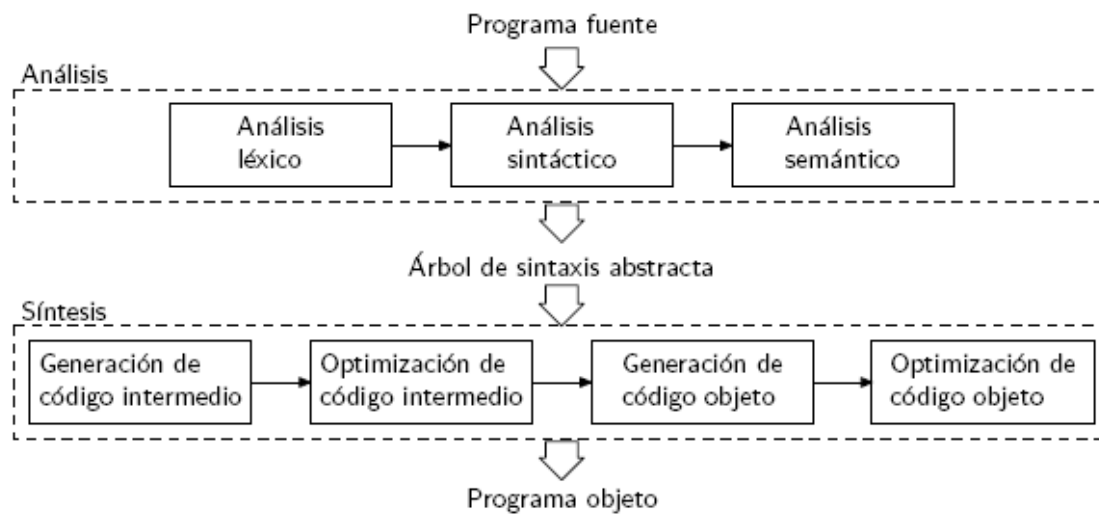 Programa fuente
Análisis
Análisis
léxico
Análisis
sintáctico
Análisis
semántico
Árbol de sintaxis abstracta
Síntesis
Generación de
código intermedio
Optimización de
código intermedio
Generación de
código objeto
Optimización de
código objeto
Programa objeto